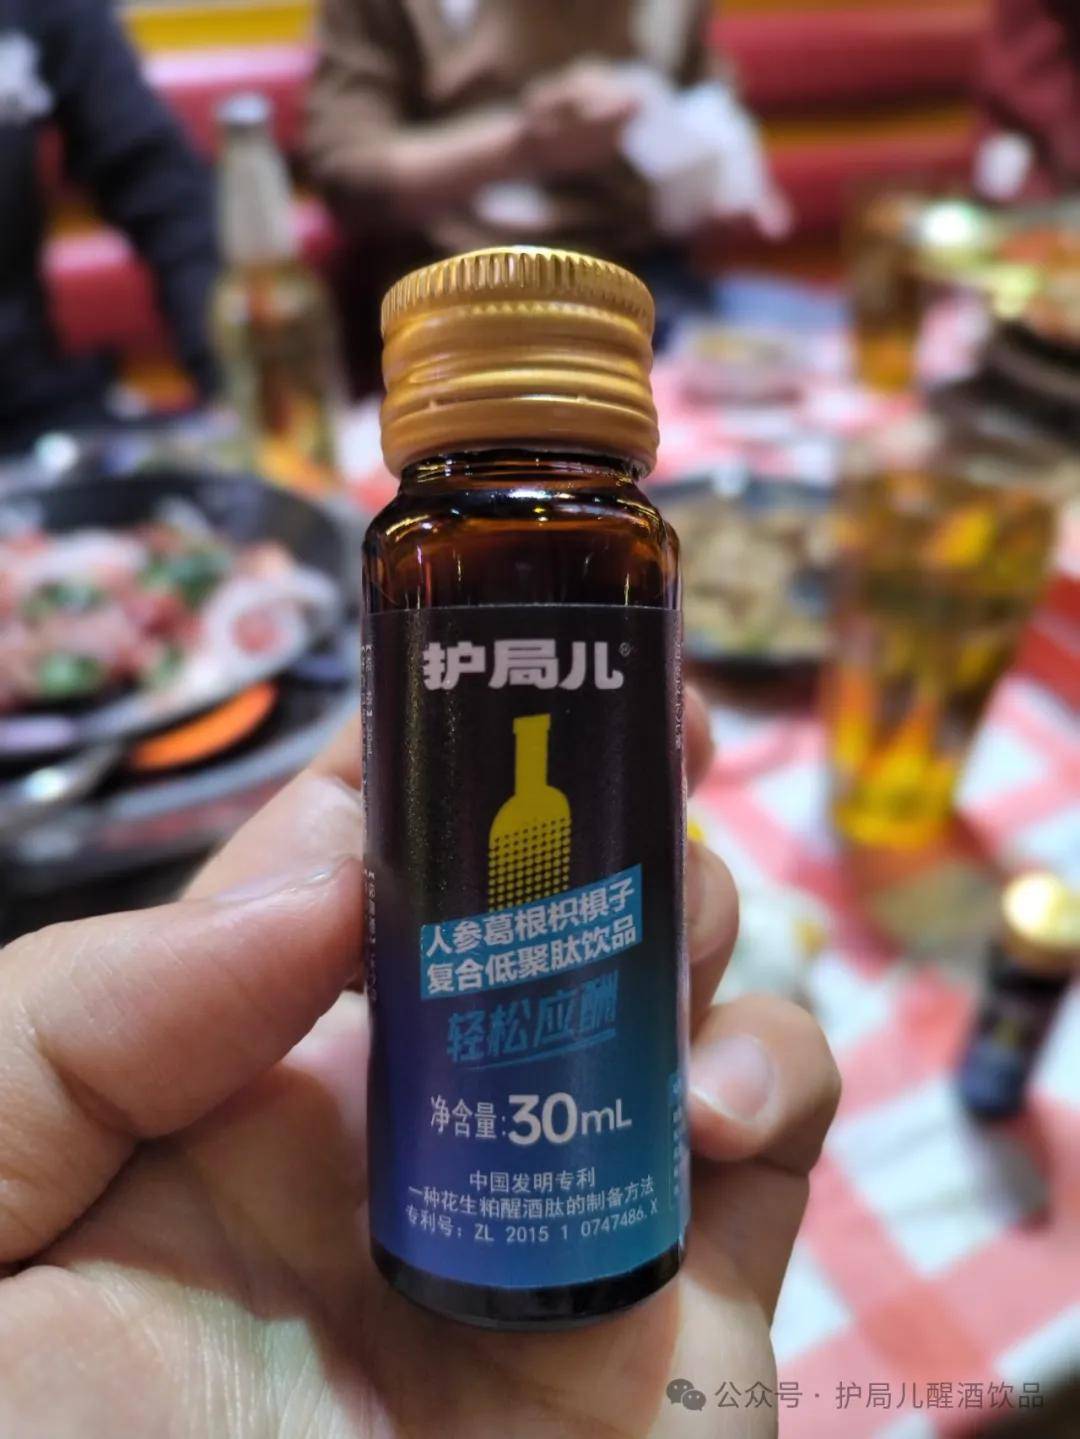 护局儿®
人参葛根枳椇子
复合低聚肽饮品
轻松应酬
净含量:30mL
中国发明专利
一种花生粕醒酒肽的制备方法
专利号: ZL 2015 1 0747486.X
公众号·护局儿醒酒饮品